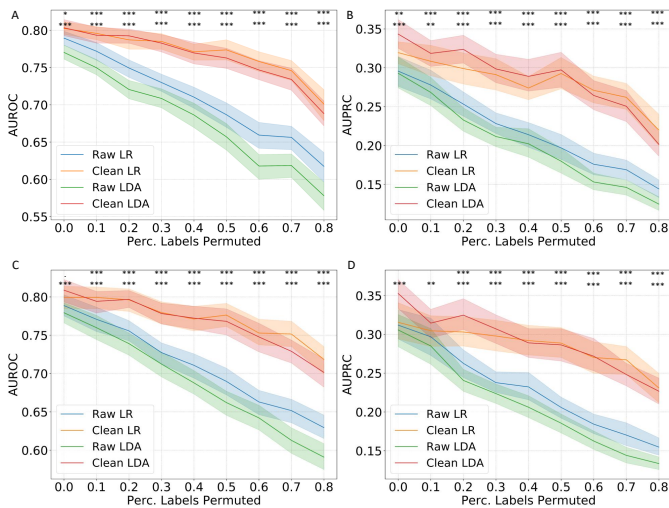 A
* *** *** *** *** *** *** *** ***
*** *** *** *** *** *** *** *** ***
AUROC
0.80
0.75
0.70
0.65
0.60
0.55
Raw LR
Clean LR
Raw LDA
Clean LDA
0.0 0.1 0.2 0.3 0.4 0.5 0.6 0.7 0.8
Perc. Labels Permuted
B
** ** *** *** *** *** *** *** ***
*** *** *** *** *** *** *** *** ***
AUPRC
0.35
0.30
0.25
0.20
0.15
Raw LR
Clean LR
Raw LDA
Clean LDA
0.0 0.1 0.2 0.3 0.4 0.5 0.6 0.7 0.8
Perc. Labels Permuted
C
. *** *** *** *** *** *** *** ***
*** *** *** *** *** *** *** *** ***
AUROC
0.80
0.75
0.70
0.65
0.60
Raw LR
Clean LR
Raw LDA
Clean LDA
0.0 0.1 0.2 0.3 0.4 0.5 0.6 0.7 0.8
Perc. Labels Permuted
D
*** *** *** *** *** *** ***
*** ** *** *** *** *** *** *** ***
AUPRC
0.35
0.30
0.25
0.20
0.15
Raw LR
Clean LR
Raw LDA
Clean LDA
0.0 0.1 0.2 0.3 0.4 0.5 0.6 0.7 0.8
Perc. Labels Permuted